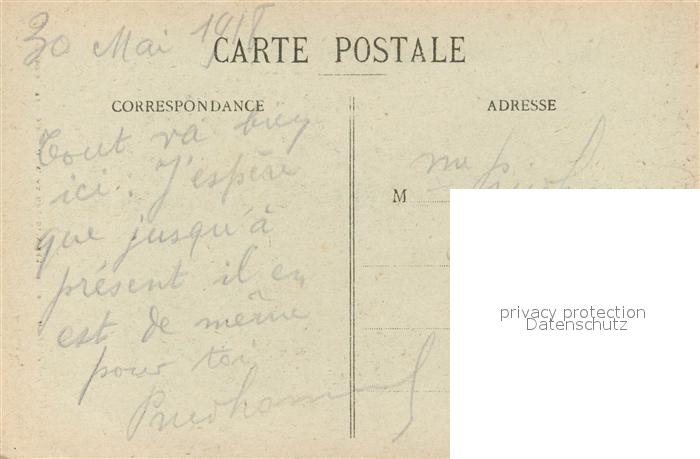 30 Mai 1918
CARTE POSTALE
CORRESPONDANCE
ADRESSE
Tout va bien
ici. J'espère
que jusqu'à
présent il en
est de même
pour toi
M
privacy protection
Datenschutz